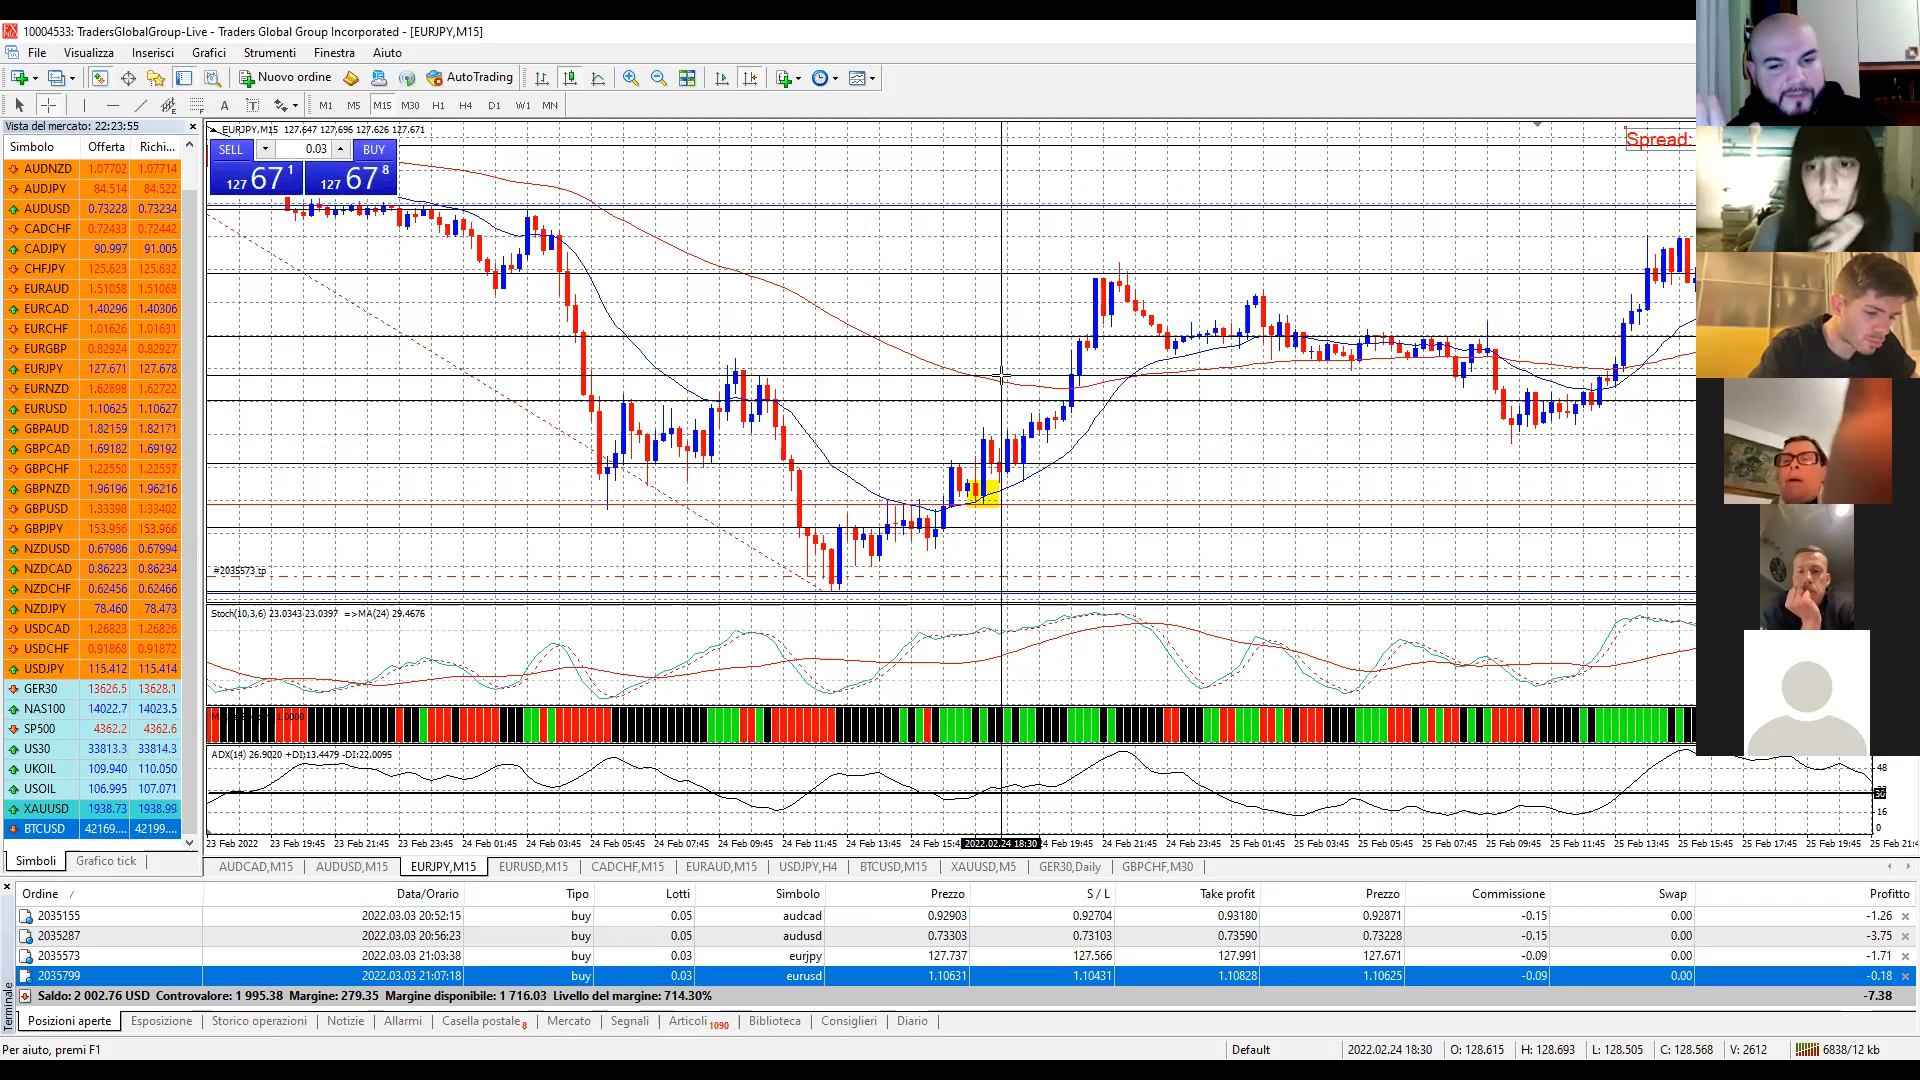 10004533: TradersGlobalGroup-Live - Traders Global Group Incorporated - [EURJPY,M15]
File Visualizza Inserisci Grafici Strumenti Finestra Aiuto
Nuovo ordine AutoTrading
A T M1 M5 M15 M30 H1 H4 D1 W1 MN
Vista del mercato: 22:23:55
Simbolo Offerta Richi...
AUDNZD 1.07702 1.07714
AUDJPY 84.514 84.522
AUDUSD 0.73228 0.73234
CADCHF 0.72433 0.72442
CADJPY 90.997 91.005
CHFJPY 125.623 125.632
EURAUD 1.51058 1.51068
EURCAD 1.40296 1.40306
EURCHF 1.01626 1.01631
EURGBP 0.82924 0.82927
EURJPY 127.671 127.678
EURNZD 1.62698 1.62722
EURUSD 1.10625 1.10627
GBPAUD 1.82159 1.82171
GBPCAD 1.69182 1.69192
GBPCHF 1.22550 1.22557
GBPNZD 1.96196 1.96216
GBPUSD 1.33398 1.33402
GBPJPY 153.956 153.966
NZDUSD 0.67986 0.67994
NZDCAD 0.86223 0.86234
NZDCHF 0.62456 0.62466
NZDJPY 78.460 78.473
USDCAD 1.26823 1.26826
USDCHF 0.91868 0.91872
USDJPY 115.412 115.414
GER30 13626.5 13628.1
NAS100 14022.7 14023.5
SP500 4362.2 4362.6
US30 33813.3 33814.3
UKOIL 109.940 110.050
USOIL 106.995 107.071
XAUUSD 1938.73 1938.99
BTCUSD 42169.... 42199....
Simboli Grafico tick
EURJPY,M15 127.647 127.696 127.626 127.671
SELL 0.03 BUY
127 67 1 127 67 8
Spread:
#2035573 tp
Stoch(10,3,6) 23.0343 23.0397 =>MA(24) 29.4676
1.0000
ADX(14) 26.9020 +DI:13.4479 -DI:22.0095
48
16
0
23 Feb 2022 23 Feb 19:45 23 Feb 21:45 23 Feb 23:45 24 Feb 01:45 24 Feb 03:45 24 Feb 05:45 24 Feb 07:45 24 Feb 09:45 24 Feb 11:45 24 Feb 13:45 24 Feb 15:4 2022.02.24 18:30 24 Feb 19:45 24 Feb 21:45 24 Feb 23:45 25 Feb 01:45 25 Feb 03:45 25 Feb 05:45 25 Feb 07:45 25 Feb 09:45 25 Feb 11:45 25 Feb 13:45 25 Feb 15:45 25 Feb 17:45 25 Feb 19:45 25 Feb 21:4
AUDCAD,M15 AUDUSD,M15 EURJPY,M15 EURUSD,M15 CADCHF,M15 EURAUD,M15 USDJPY,H4 BTCUSD,M15 XAUUSD,M5 GER30,Daily GBPCHF,M30
Ordine / Data/Orario Tipo Lotti Simbolo Prezzo S / L Take profit Prezzo Commissione Swap Profitto
2035155 2022.03.03 20:52:15 buy 0.05 audcad 0.92903 0.92704 0.93180 0.92871 -0.15 0.00 -1.26
2035287 2022.03.03 20:56:23 buy 0.05 audusd 0.73303 0.73103 0.73590 0.73228 -0.15 0.00 -3.75
2035573 2022.03.03 21:03:38 buy 0.03 eurjpy 127.737 127.566 127.991 127.671 -0.09 0.00 -1.71
2035799 2022.03.03 21:07:18 buy 0.03 eurusd 1.10631 1.10431 1.10828 1.10625 -0.09 0.00 -0.18
Saldo: 2 002.76 USD Controvalore: 1 995.38 Margine: 279.35 Margine disponibile: 1 716.03 Livello del margine: 714.30% -7.38
Terminale
Posizioni aperte Esposizione Storico operazioni Notizie Allarmi Casella postale 8 Mercato Segnali Articoli 1090 Biblioteca Consiglieri Diario
Per aiuto, premi F1 Default 2022.02.24 18:30 O: 128.615 H: 128.693 L: 128.505 C: 128.568 V: 2612 6838/12 kb